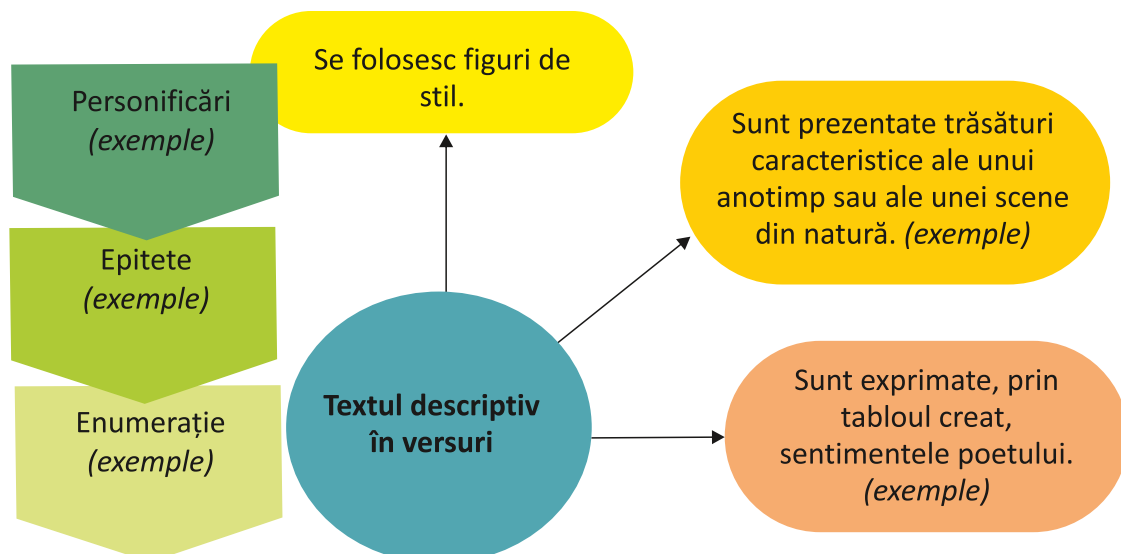 Se folosesc figuri de
stil.
Personificări
(exemple)
Epitete
(exemple)
Enumerație
(exemple)
Textul descriptiv
în versuri
Sunt prezentate trăsături
caracteristice ale unui
anotimp sau ale unei scene
din natură. (exemple)
Sunt exprimate, prin
tabloul creat,
sentimentele poetului.
(exemple)